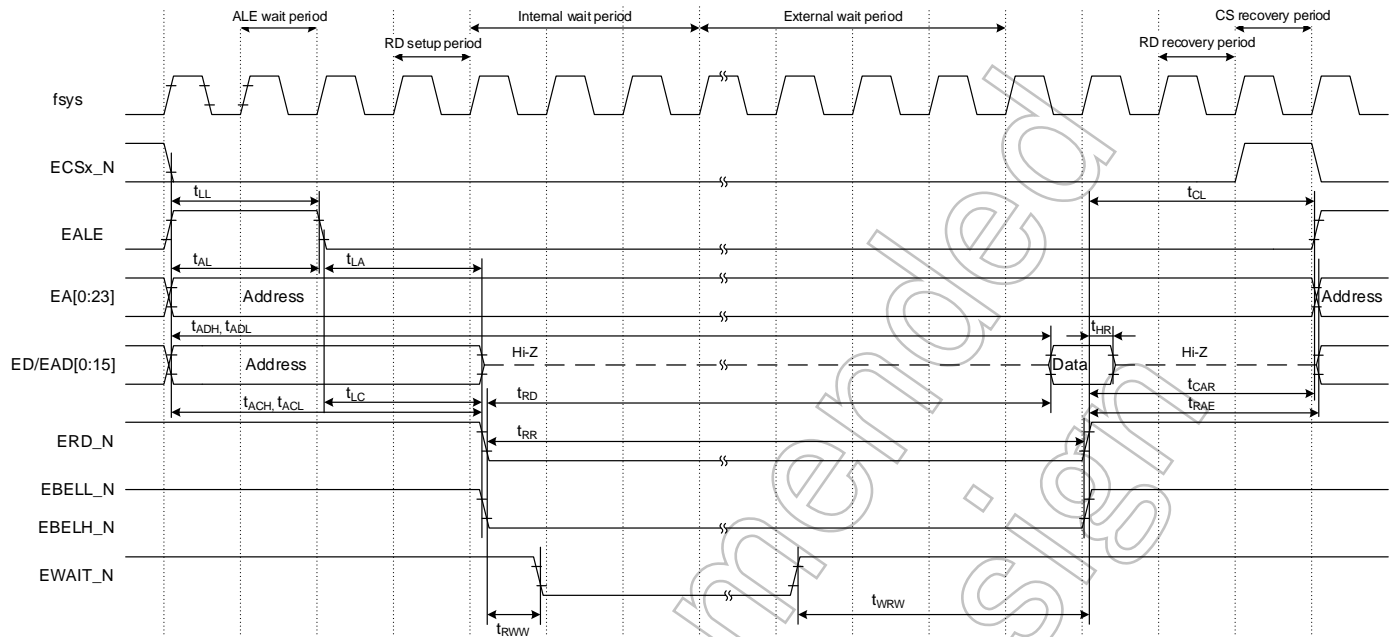 ALE wait period
Internal wait period
External wait period
CS recovery period
RD setup period
RD recovery period
fsys
ECSx_N
tLL
tCL
EALE
tAL
tLA
EA[0:23]
Address
Address
tADH, tADL
tHR
ED/EAD[0:15]
Address
Hi-Z
Data
Hi-Z
tACH, tACL
tLC
tRD
tCAR
tRAE
ERD_N
tRR
EBELL_N
EBELH_N
EWAIT_N
tRWW
tWRW
mended
sign